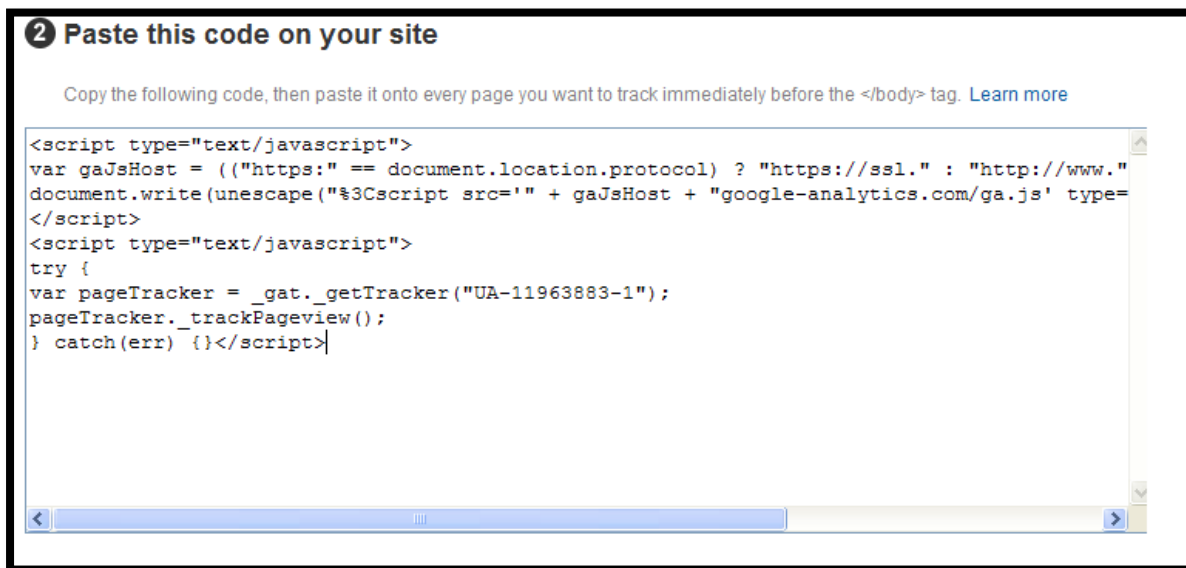 2 Paste this code on your site
Copy the following code, then paste it onto every page you want to track immediately before the </body> tag. Learn more
<script type="text/javascript">
var gaJsHost = (("https:" == document.location.protocol) ? "https://ssl." : "http://www."
document.write(unescape("%3Cscript src='" + gaJsHost + "google-analytics.com/ga.js' type=
</script>
<script type="text/javascript">
try {
var pageTracker = _gat._getTracker("UA-11963883-1");
pageTracker._trackPageview();
} catch(err) {}</script>